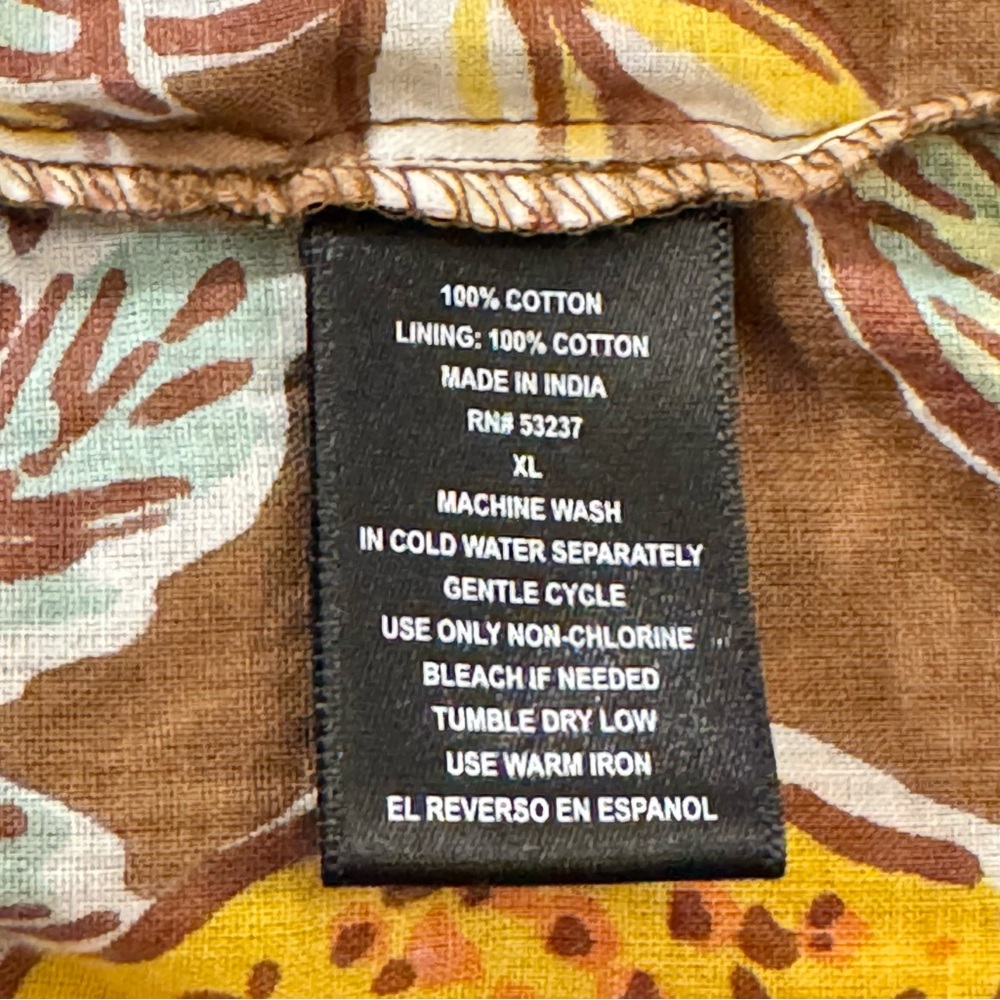 100% COTTON
LINING: 100% COTTON
MADE IN INDIA
RN# 53237
XL
MACHINE WASH
IN COLD WATER SEPARATELY
GENTLE CYCLE
USE ONLY NON-CHLORINE
BLEACH IF NEEDED
TUMBLE DRY LOW
USE WARM IRON
EL REVERSO EN ESPANOL